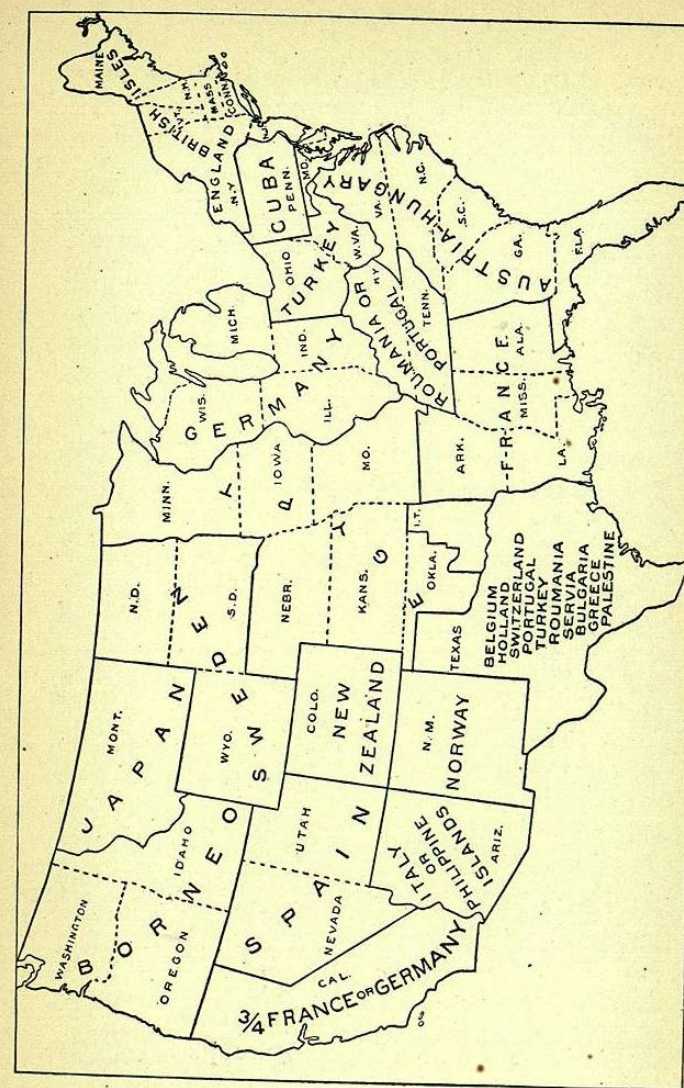 MAINE
BRITISH ISLES
V.T.
N.H.
MASS
CONN
ENGLAND
N.Y
N.J
CUBA
PENN.
MD.
OHIO
TURKEY
W.VA.
VA.
AUSTRIA-HUNGARY
N.C.
S.C.
GA.
FLA
KY
ROUMANIA OR
PORTUGAL
TENN.
MICH.
IND.
WIS.
GERMANY
ILL.
F-RANCE.
ALA.
MISS.
LA.
ARK.
MINN.
IOWA
MO.
N.D.
S.D.
SWEDEN
NEBR.
KANS.
I.T.
OKLA.
EGYPT
TEXAS
BELGIUM
HOLLAND
SWITZERLAND
PORTUGAL
TURKEY
ROUMANIA
SERVIA
BULGARIA
GREECE
PALESTINE
MONT.
JAPAN
WYO.
COLO.
NEW
ZEALAND
N.M.
NORWAY
WASHINGTON
IDAHO
BORNEO
OREGON
UTAH
SPAIN
NEVADA
ITALY
OR
PHILIPPINE
ISLANDS
ARIZ.
CAL.
3/4 FRANCE OR GERMANY